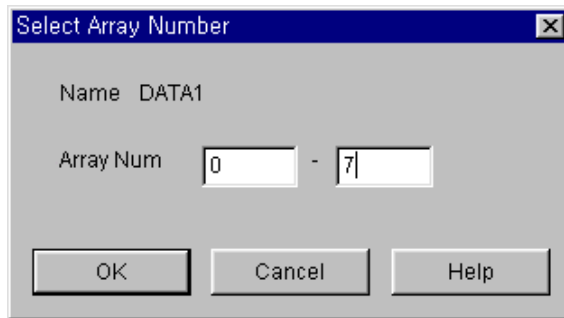 Select Array Number
Name DATA1
Array Num 0 - 7
OK Cancel Help